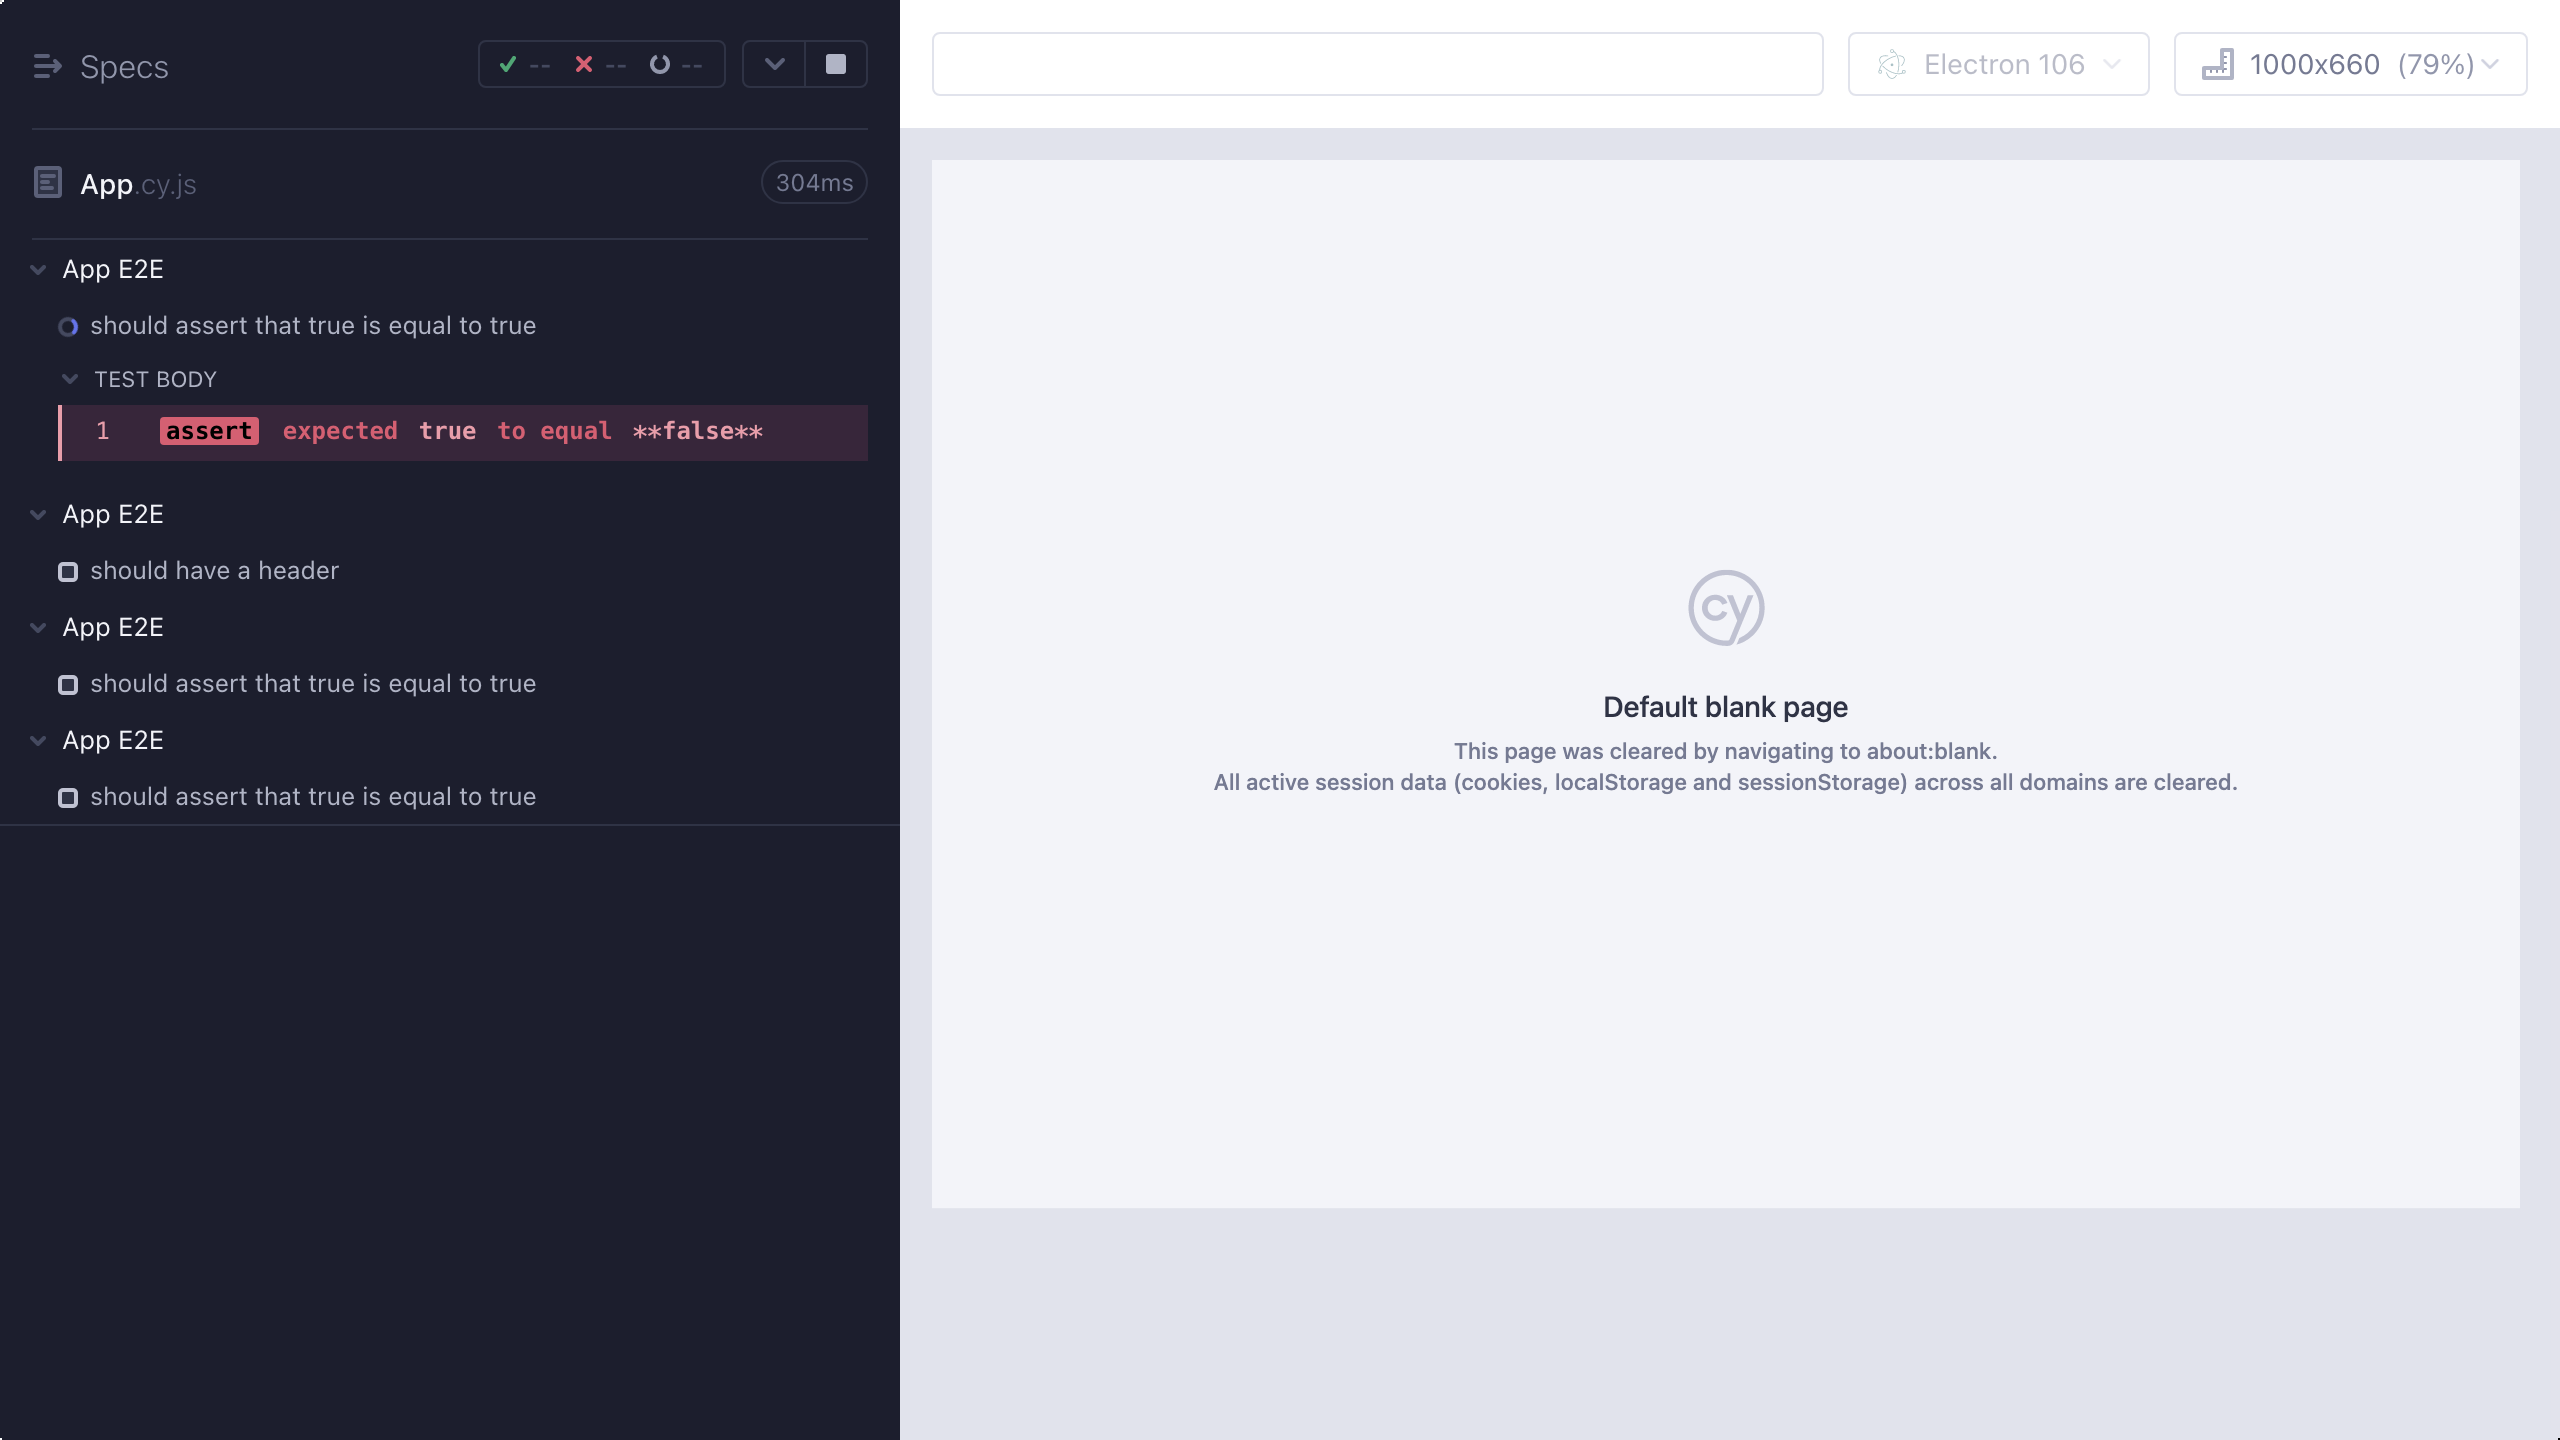 Specs
-- -- --
App.cy.js
304ms
App E2E
should assert that true is equal to true
TEST BODY
1 assert expected true to equal **false**
App E2E
should have a header
App E2E
should assert that true is equal to true
App E2E
should assert that true is equal to true
Electron 106
1000x660 (79%)
cy
Default blank page
This page was cleared by navigating to about:blank.
All active session data (cookies, localStorage and sessionStorage) across all domains are cleared.